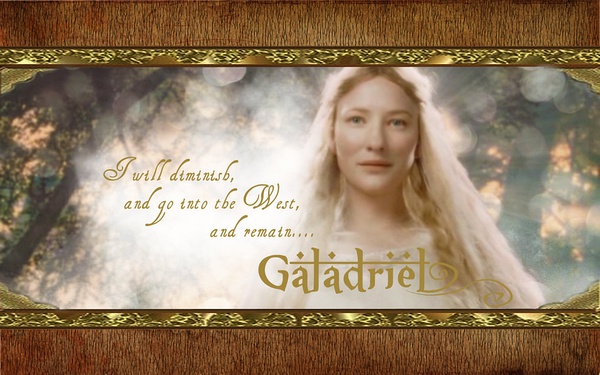 I will diminish,
and go into the West,
and remain....
Galadriel